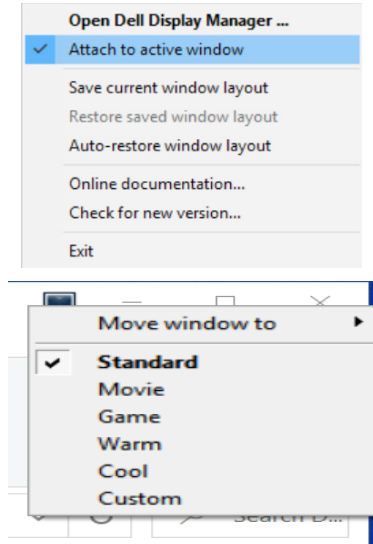 Open Dell Display Manager ...
Attach to active window
Save current window layout
Restore saved window layout
Auto-restore window layout
Online documentation...
Check for new version...
Exit
Move window to
Standard
Movie
Game
Warm
Cool
Custom
Search D...